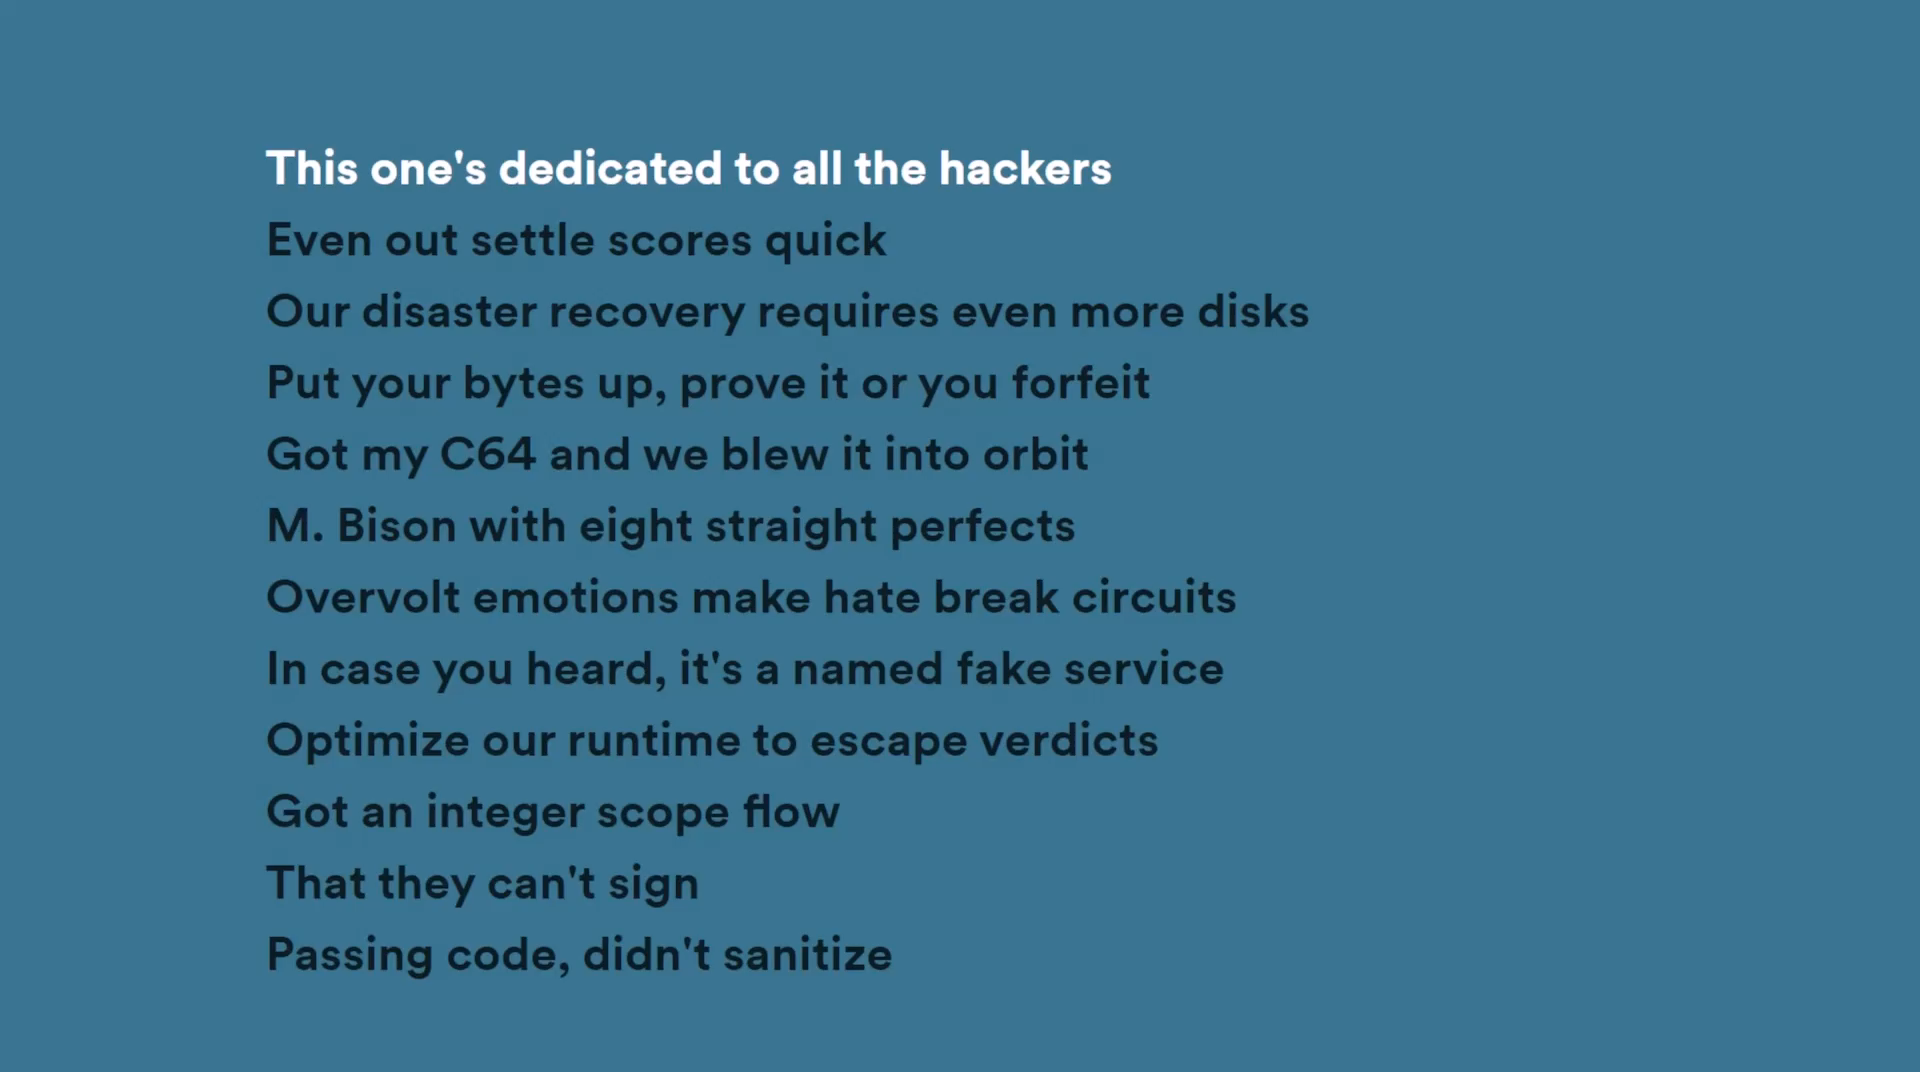 This one's dedicated to all the hackers
Even out settle scores quick
Our disaster recovery requires even more disks
Put your bytes up, prove it or you forfeit
Got my C64 and we blew it into orbit
M. Bison with eight straight perfects
Overvolt emotions make hate break circuits
In case you heard, it's a named fake service
Optimize our runtime to escape verdicts
Got an integer scope flow
That they can't sign
Passing code, didn't sanitize